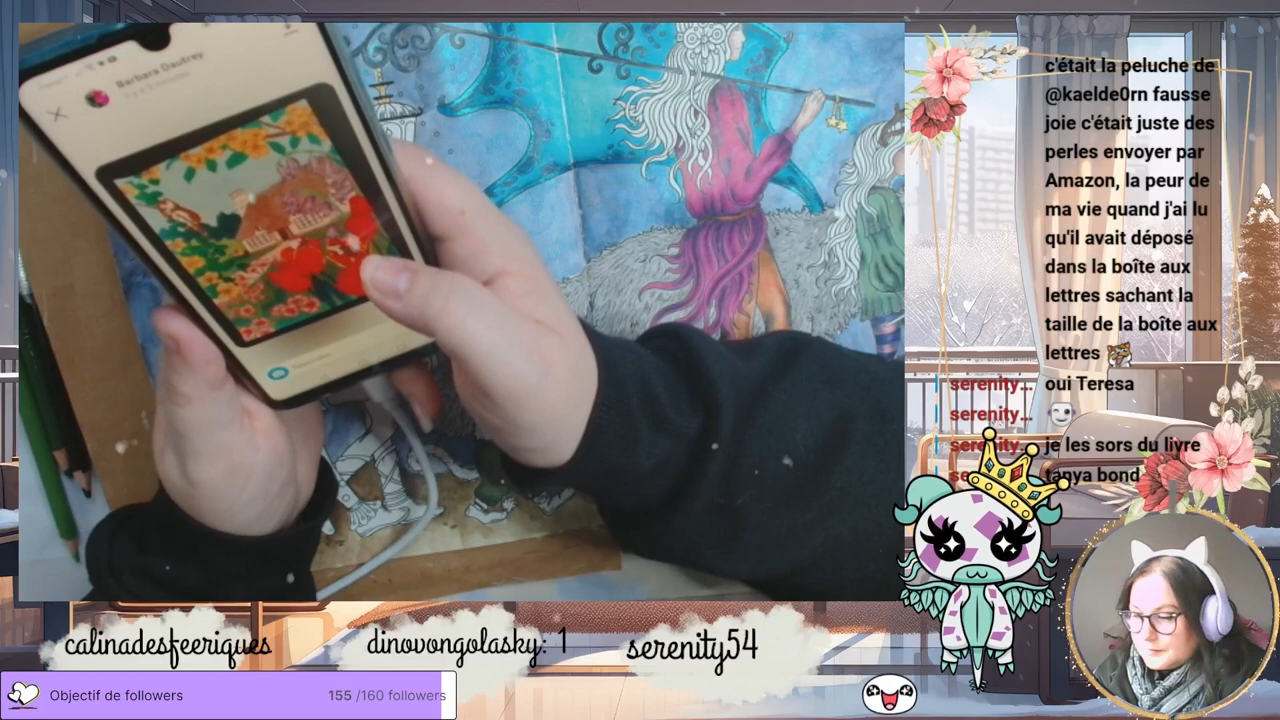 Barbara Dautrey
c'était la peluche de
@kaelde0rn fausse
joie c'était juste des
perles envoyer par
Amazon, la peur de
ma vie quand j'ai lu
qu'il avait déposé
dans la boîte aux
lettres sachant la
taille de la boîte aux
lettres
serenity... oui Teresa
serenity...
serenity... je les sors du livre
se tanya bond
calinadesfeeriques
dinovongolasky: 1
serenity54
Objectif de followers 155 /160 followers